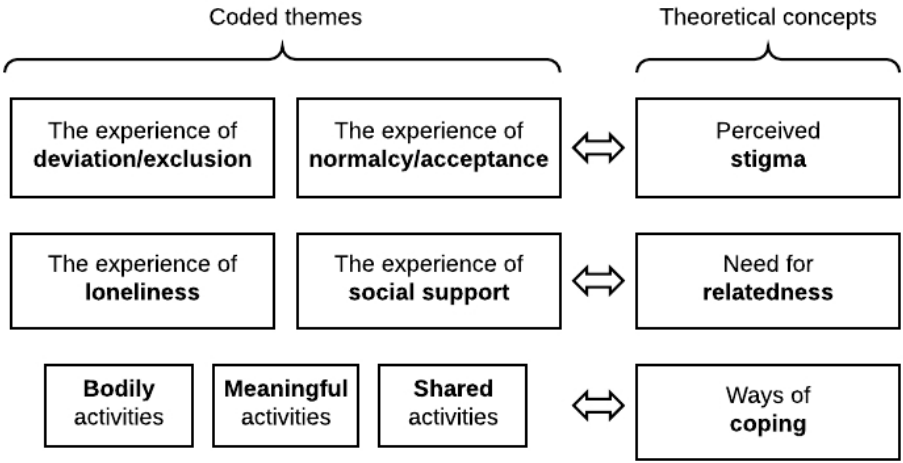 Coded themes
Theoretical concepts
The experience of
deviation/exclusion
The experience of
normalcy/acceptance
Perceived
stigma
The experience of
loneliness
The experience of
social support
Need for
relatedness
Bodily
activities
Meaningful
activities
Shared
activities
Ways of
coping